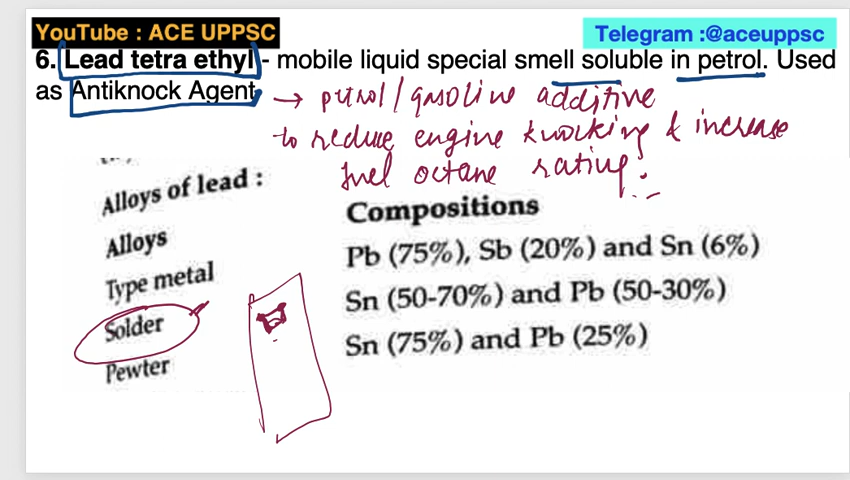 YouTube : ACE UPPSC
Telegram :@aceuppsc
6. Lead tetra ethyl - mobile liquid special smell soluble in petrol. Used
as Antiknock Agent → petrol/gasoline additive
to reduce engine knocking & increase
fuel octane rating.
Alloys of lead :
Alloys Compositions
Type metal Pb (75%), Sb (20%) and Sn (6%)
Solder Sn (50-70%) and Pb (50-30%)
Pewter Sn (75%) and Pb (25%)